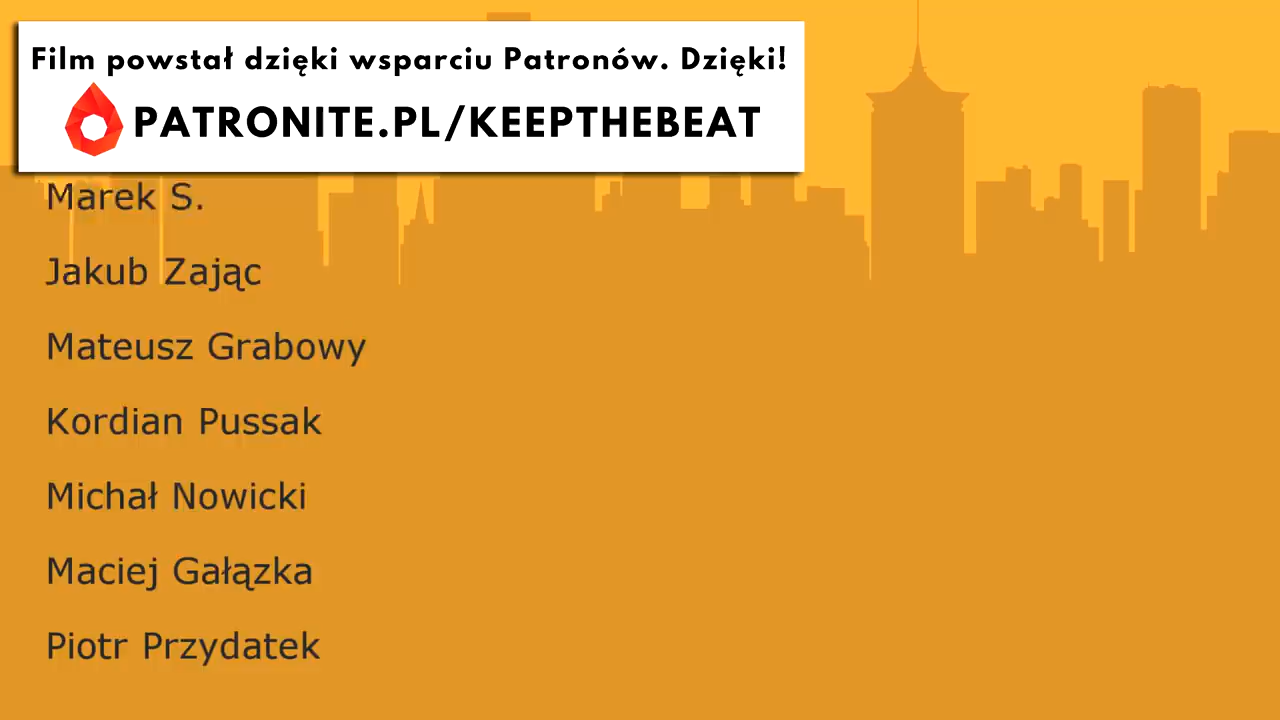 Film powstał dzięki wsparciu Patronów. Dzięki!
PATRONITE.PL/KEEPTHEBEAT
Marek S.
Jakub Zając
Mateusz Grabowy
Kordian Pussak
Michał Nowicki
Maciej Gałązka
Piotr Przydatek